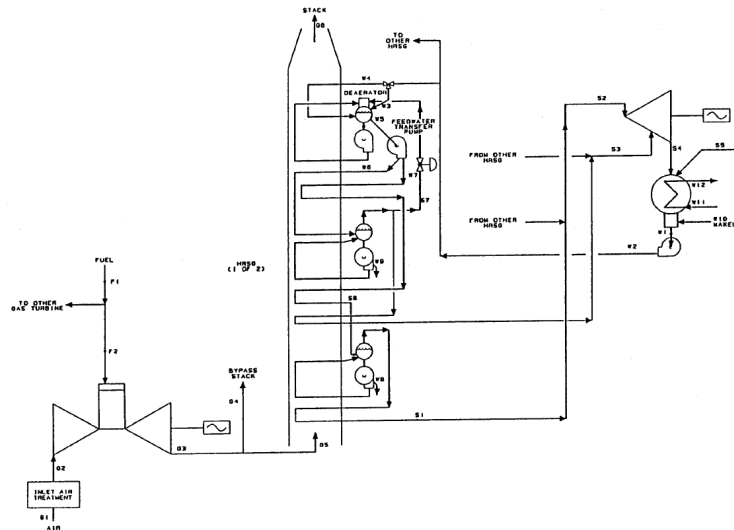 STACK
G6
TO
OTHER
HRSG
W4
DEAERATOR
W3
W5
FEEDWATER
TRANSFER
PUMP
W6
W7
S7
S2
S3
S4
S5
FROM OTHER
HRSG
FROM OTHER
HRSG
W12
W11
W10
W1
W2
FUEL
F1
TO OTHER
GAS TURBINE
F2
HRSG
(1 OF 2)
W9
S6
BYPASS
STACK
G4
W8
S1
G3
G5
G2
INLET AIR
TREATMENT
G1
AIR